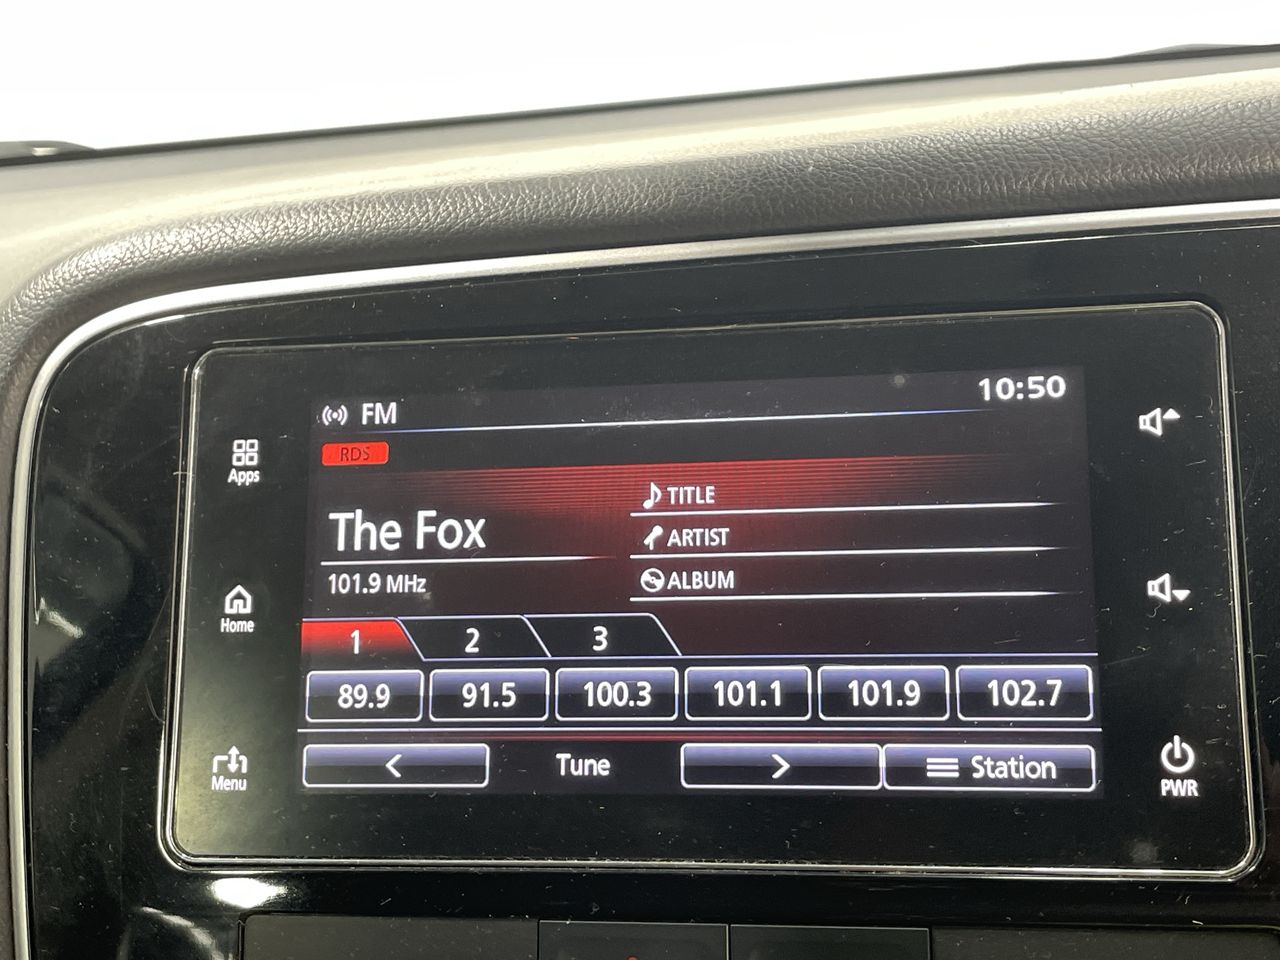 FM
10:50
RDS
Apps
The Fox
TITLE
ARTIST
101.9 MHz
ALBUM
Home
1 2 3
89.9 91.5 100.3 101.1 101.9 102.7
< Tune > Station
Menu
PWR